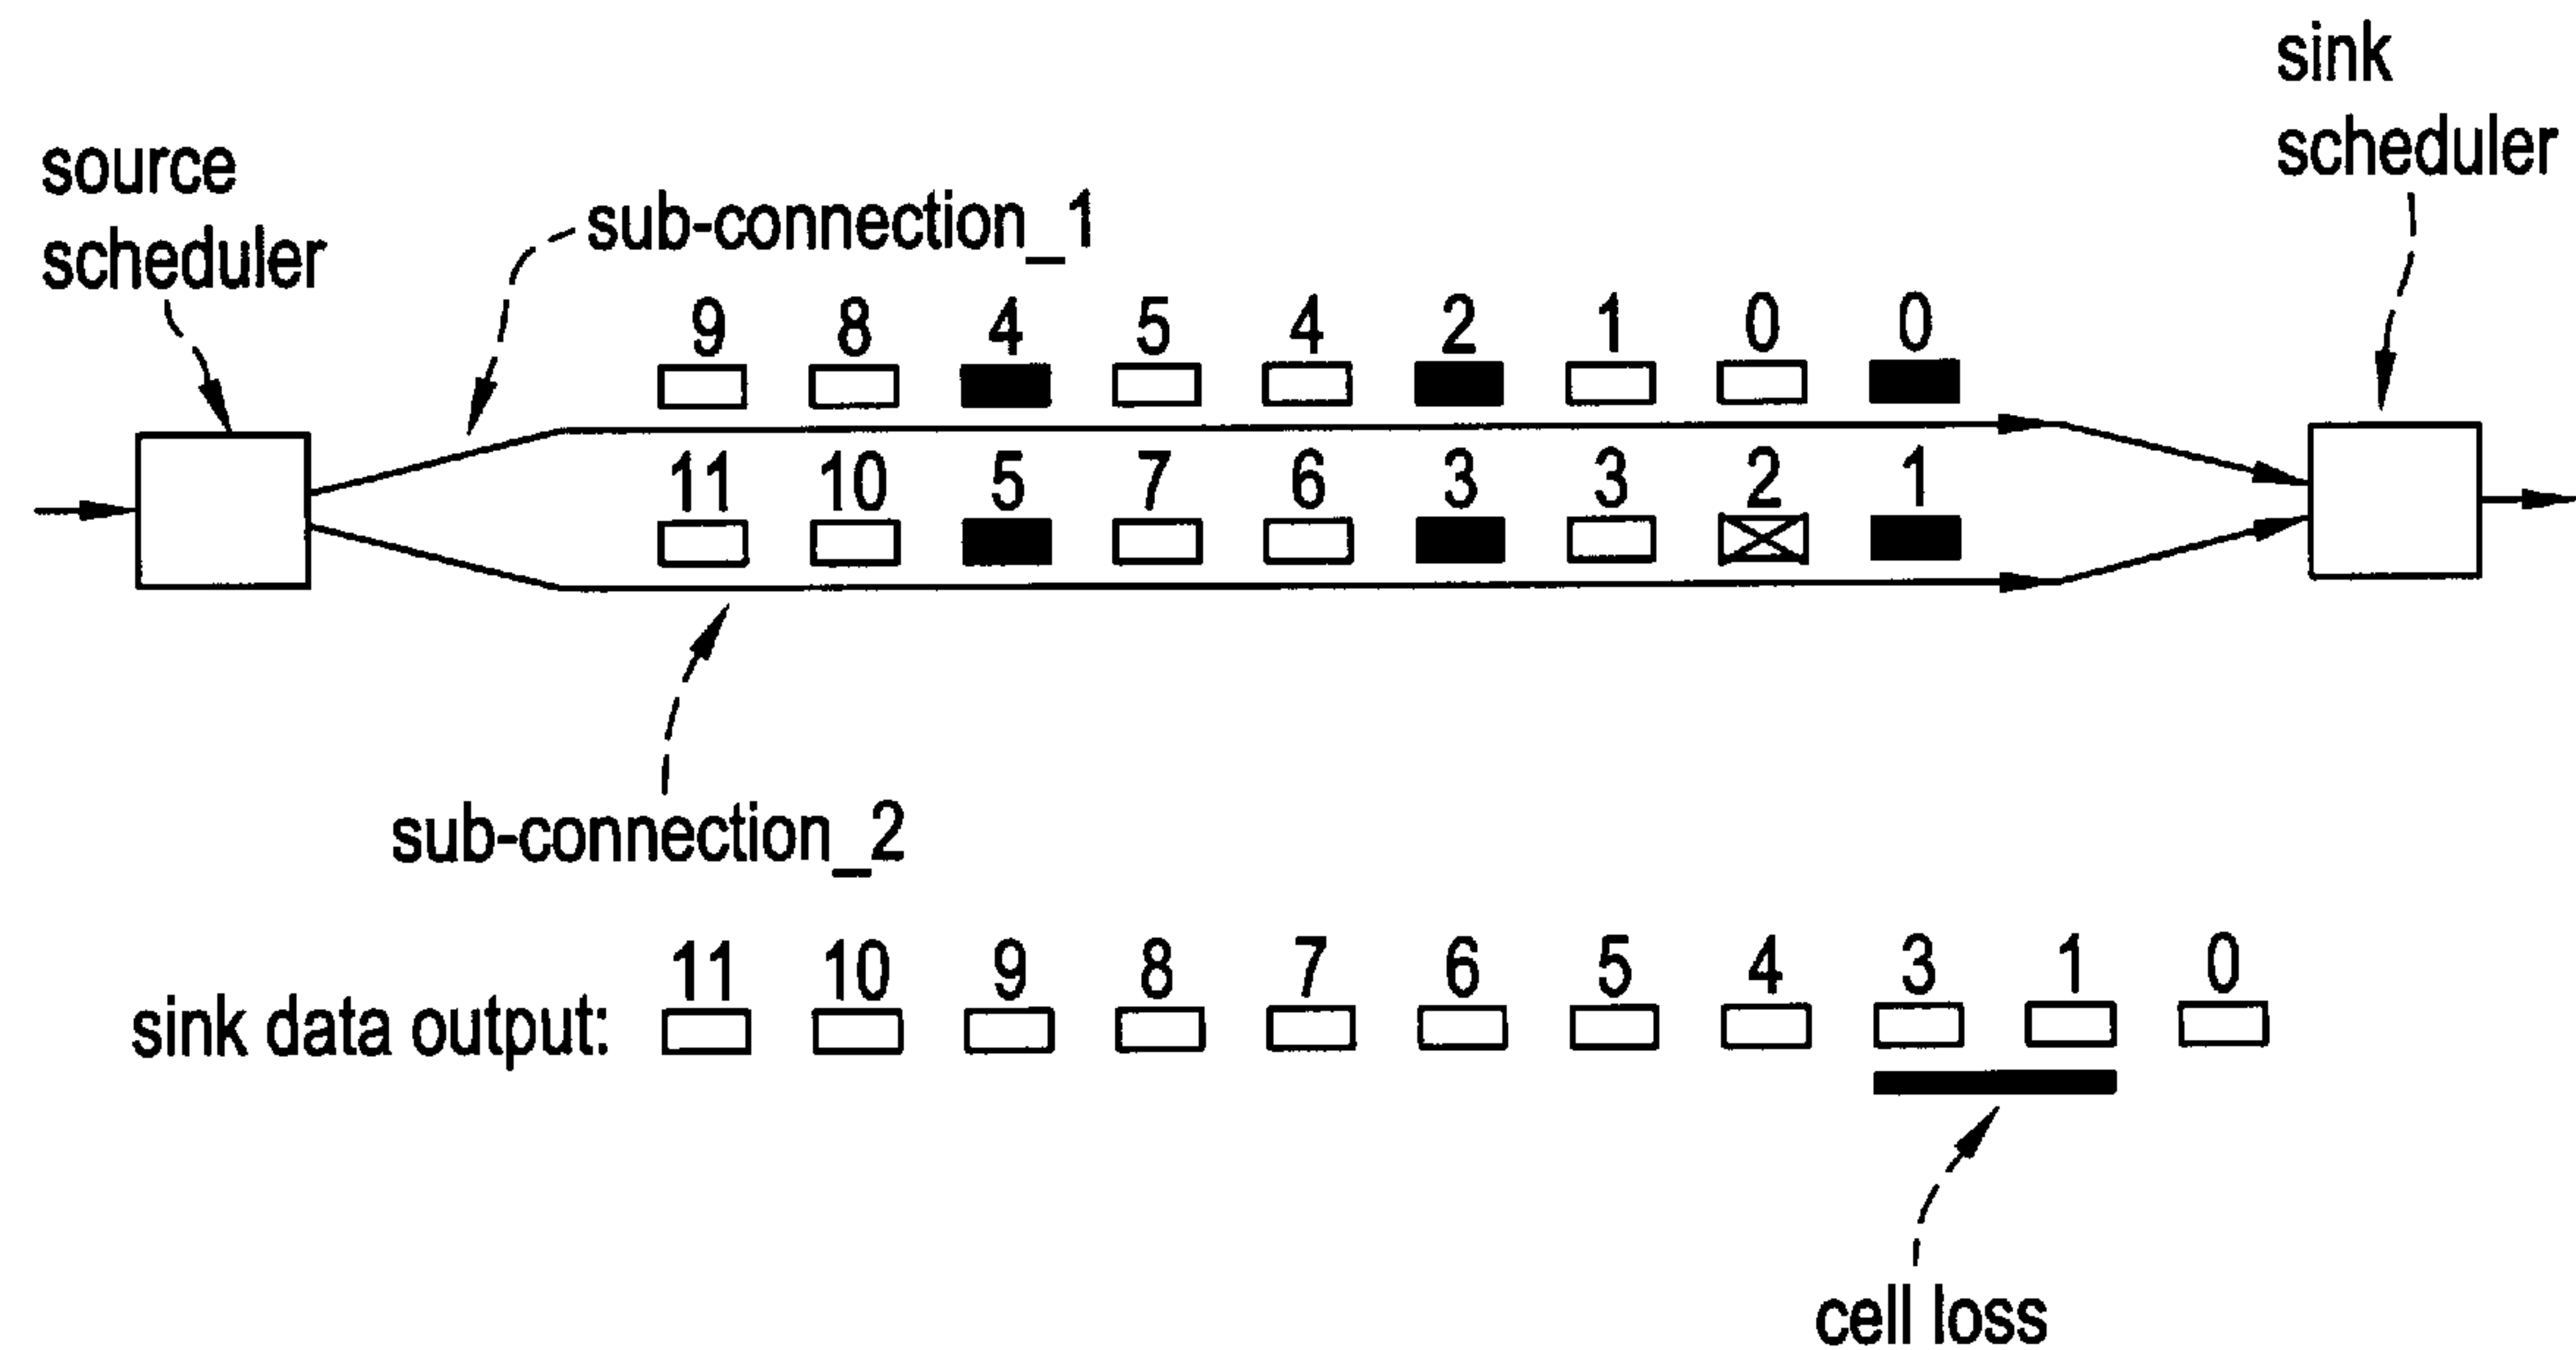 sink
scheduler
source
scheduler
sub-connection_1
9 8 4 5 4 2 1 0 0
11 10 5 7 6 3 3 2 1
sub-connection_2
11 10 9 8 7 6 5 4 3 1 0
sink data output:
cell loss